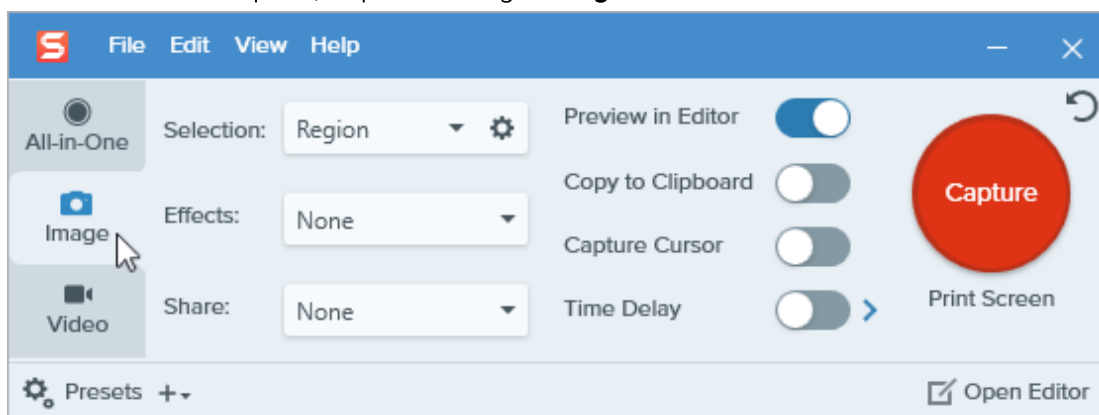 File Edit View Help
All-in-One
Image
Video
Selection: Region
Effects: None
Share: None
Preview in Editor
Copy to Clipboard
Capture Cursor
Time Delay
Capture
Print Screen
Presets
Open Editor